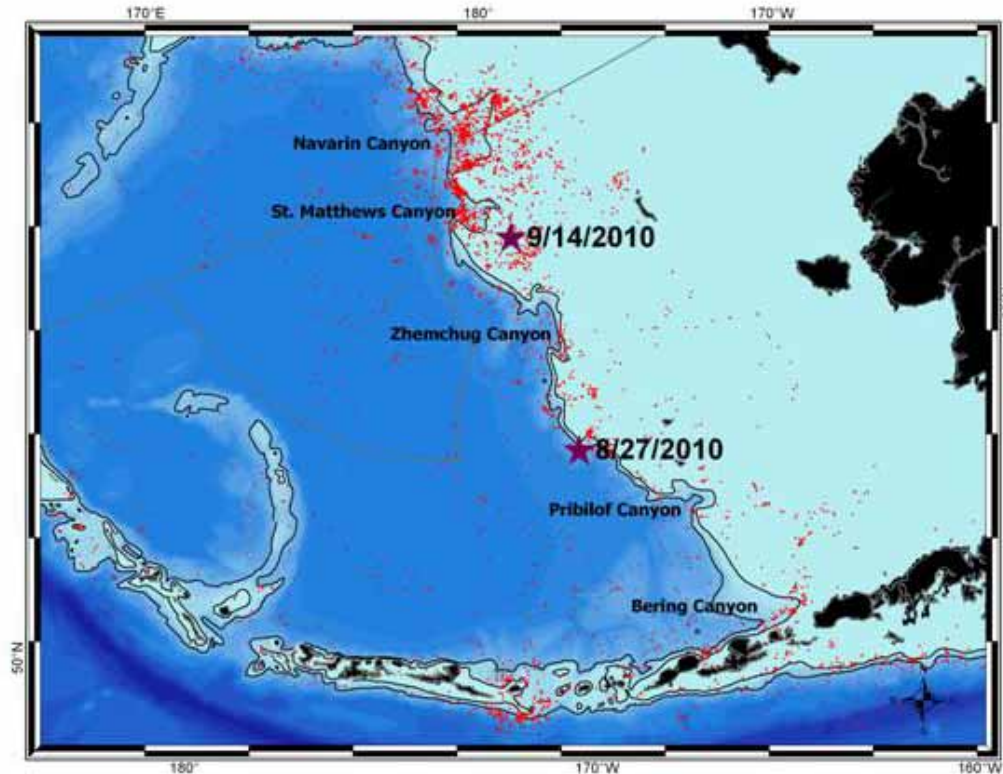 170°E 180° 170°W
Navarin Canyon
St. Matthews Canyon
9/14/2010
Zhemchug Canyon
8/27/2010
Pribilof Canyon
Bering Canyon
50°N
180° 170°W 160°W